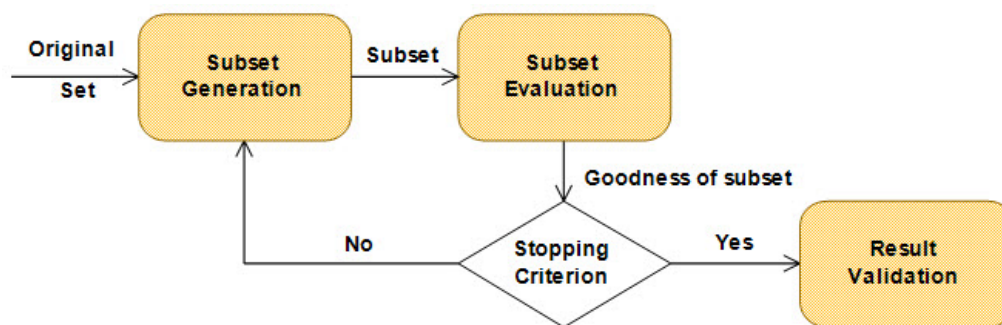 Original
Set
Subset
Generation
Subset
Subset
Evaluation
Goodness of subset
No
Stopping
Criterion
Yes
Result
Validation